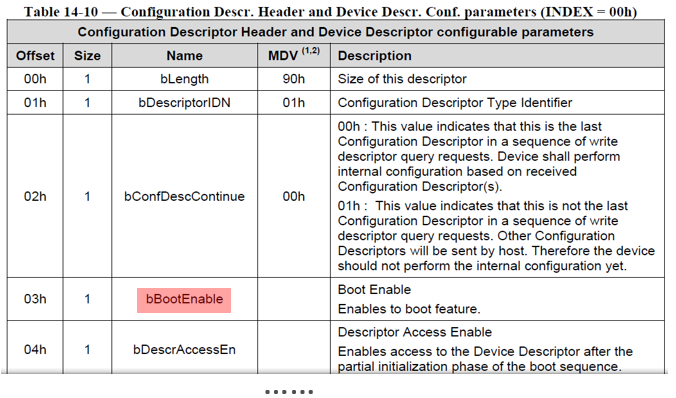 Table 14-10 — Configuration Descr. Header and Device Descr. Conf. parameters (INDEX = 00h)
Configuration Descriptor Header and Device Descriptor configurable parameters
Offset Size Name MDV (1,2) Description
00h 1 bLength 90h Size of this descriptor
01h 1 bDescriptorIDN 01h Configuration Descriptor Type Identifier
02h 1 bConfDescContinue 00h
00h : This value indicates that this is the last
Configuration Descriptor in a sequence of write
descriptor query requests. Device shall perform
internal configuration based on received
Configuration Descriptor(s).
01h : This value indicates that this is not the last
Configuration Descriptor in a sequence of write
descriptor query requests. Other Configuration
Descriptors will be sent by host. Therefore the device
should not perform the internal configuration yet.
03h 1 bBootEnable
Boot Enable
Enables to boot feature.
04h 1 bDescrAccessEn
Descriptor Access Enable
Enables access to the Device Descriptor after the
partial initialization phase of the boot sequence.
......